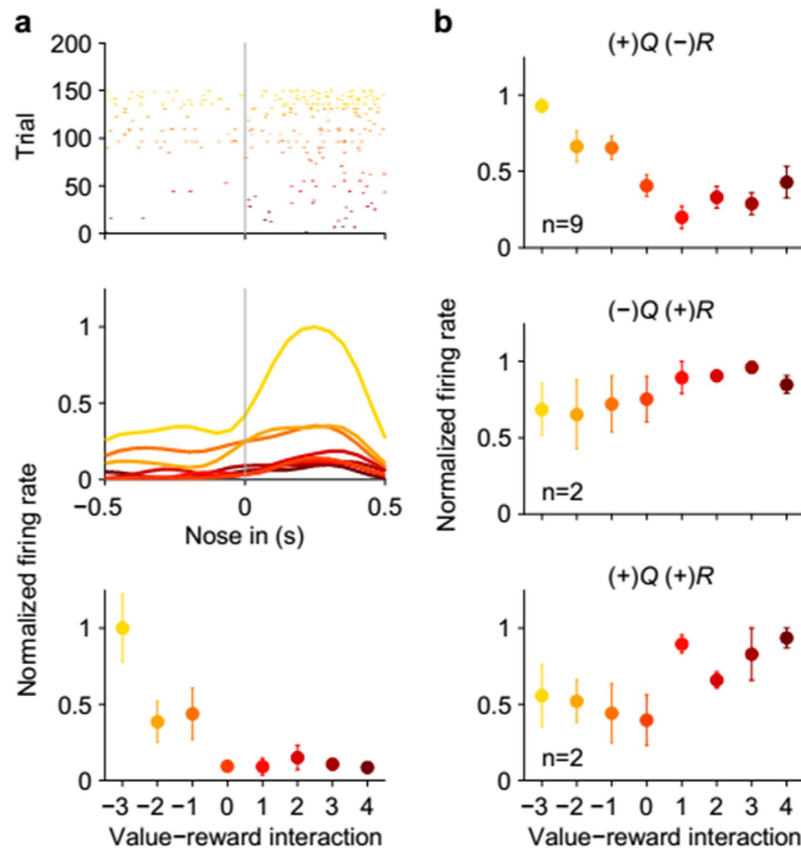 a
200
150
100
50
0
Trial
1
0.5
0
−0.5 0 0.5
Nose in (s)
Normalized firing rate
1
0.5
0
−3 −2 −1 0 1 2 3 4
Value−reward interaction
b
(+)Q (−)R
1
0.5
0
n=9
(−)Q (+)R
1
0.5
0
n=2
Normalized firing rate
(+)Q (+)R
1
0.5
0
n=2
−3 −2 −1 0 1 2 3 4
Value−reward interaction